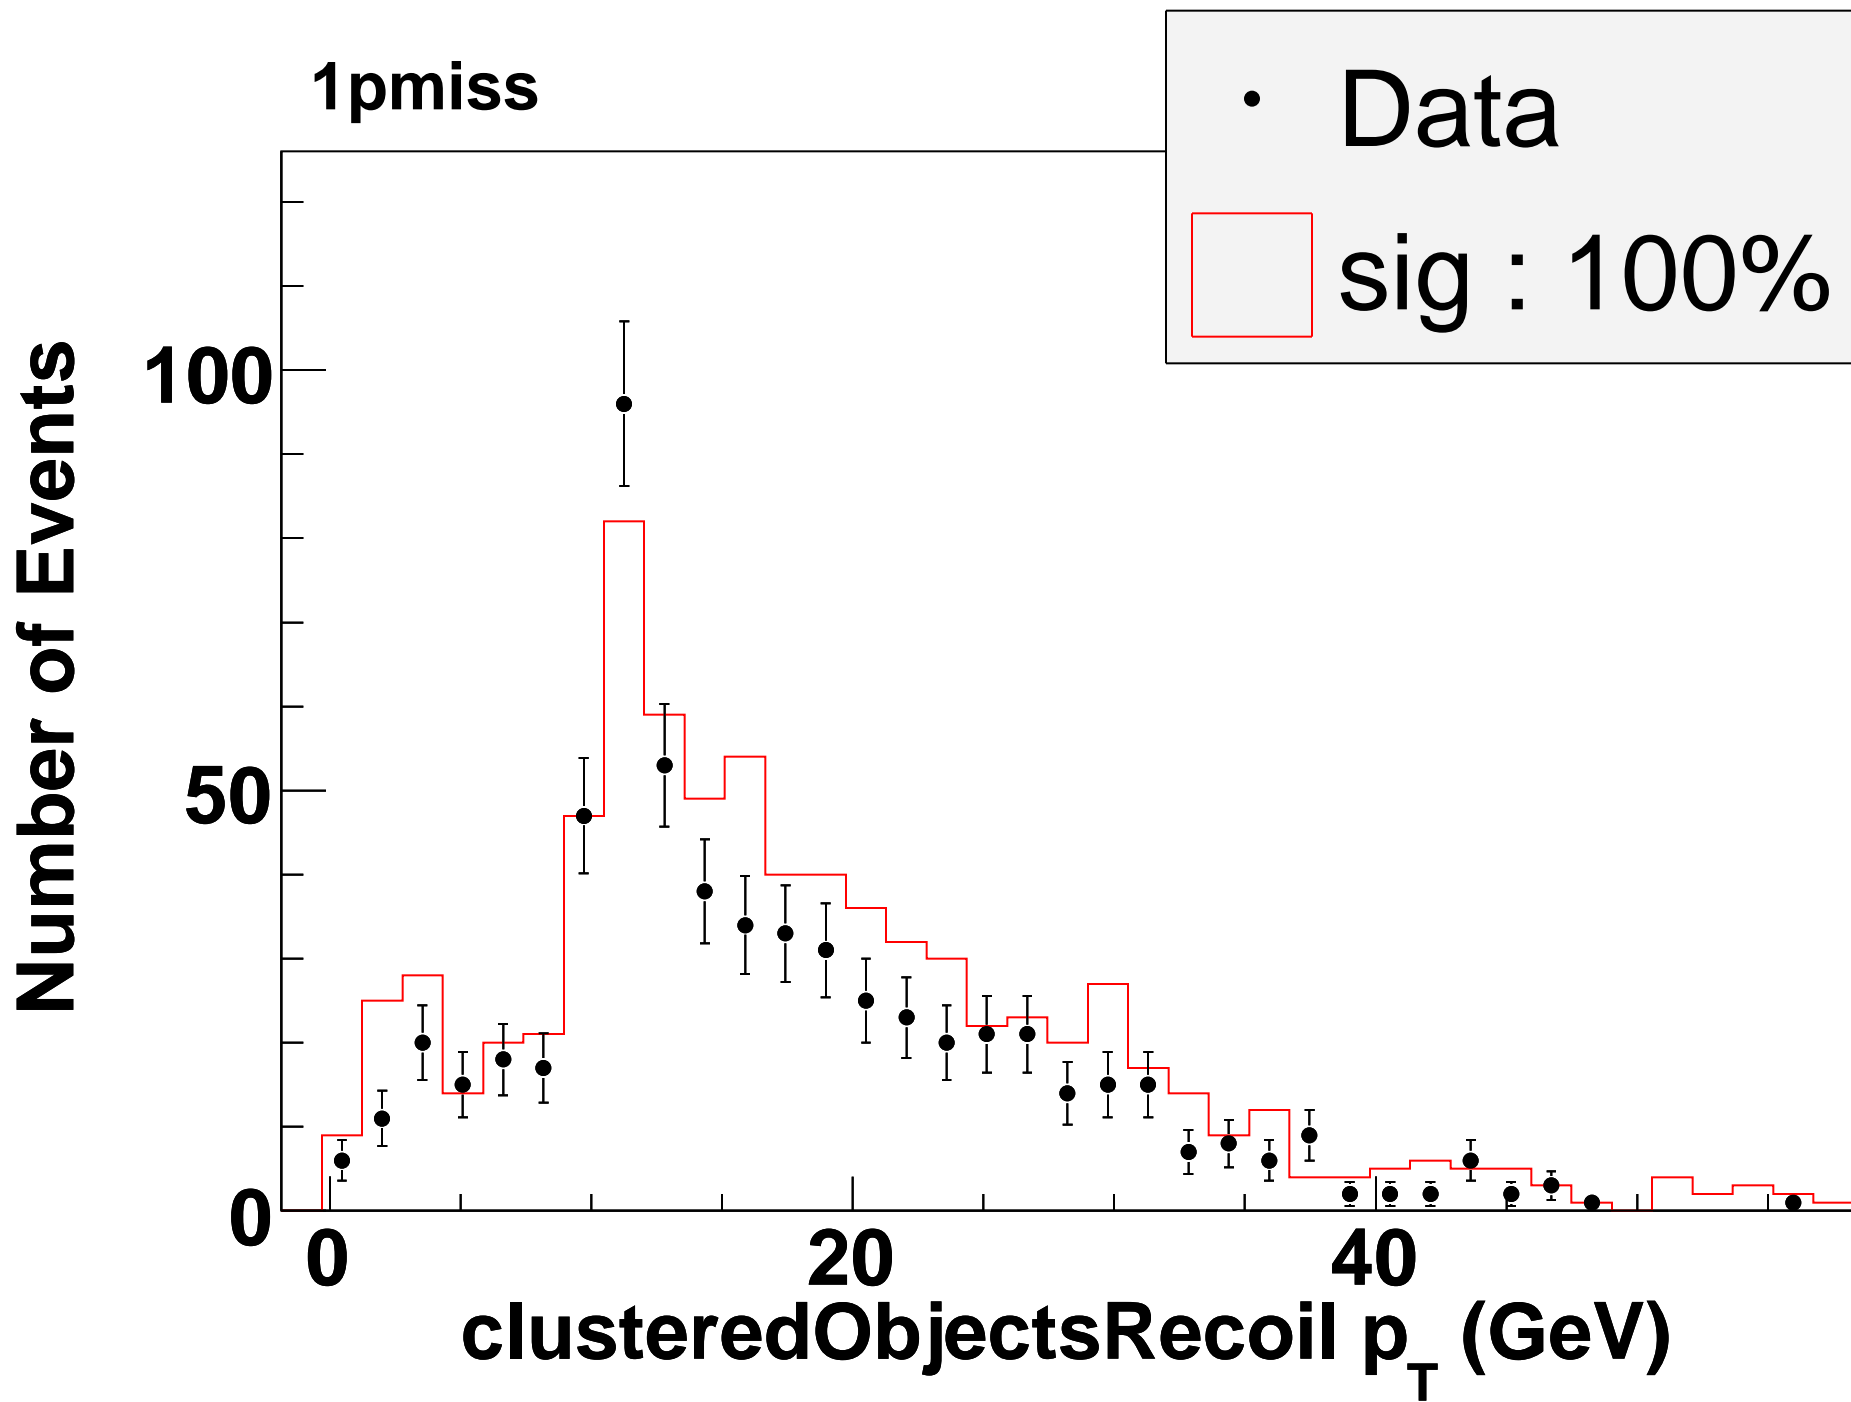 1pmiss
Data
sig : 100%
Number of Events
100
50
0
0 20 40
clusteredObjectsRecoil p_T (GeV)